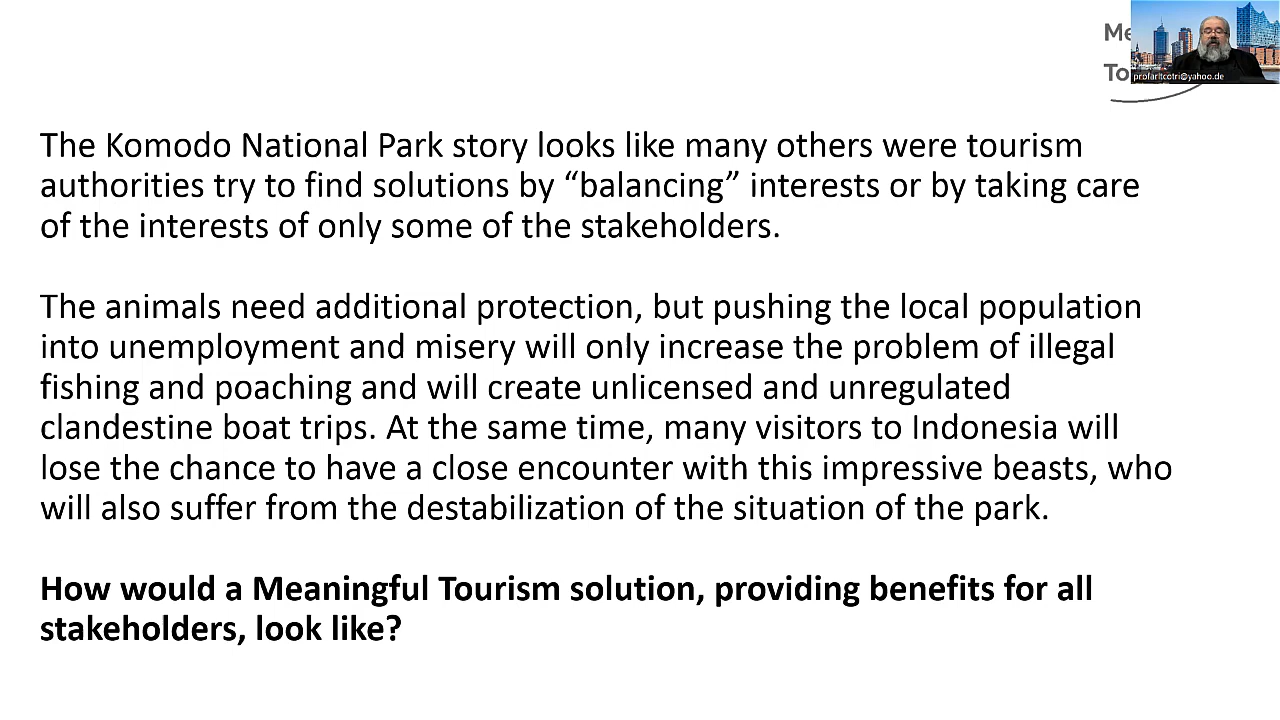 Me
To
profarltcotri@yahoo.de
The Komodo National Park story looks like many others were tourism
authorities try to find solutions by “balancing” interests or by taking care
of the interests of only some of the stakeholders.
The animals need additional protection, but pushing the local population
into unemployment and misery will only increase the problem of illegal
fishing and poaching and will create unlicensed and unregulated
clandestine boat trips. At the same time, many visitors to Indonesia will
lose the chance to have a close encounter with this impressive beasts, who
will also suffer from the destabilization of the situation of the park.
How would a Meaningful Tourism solution, providing benefits for all
stakeholders, look like?